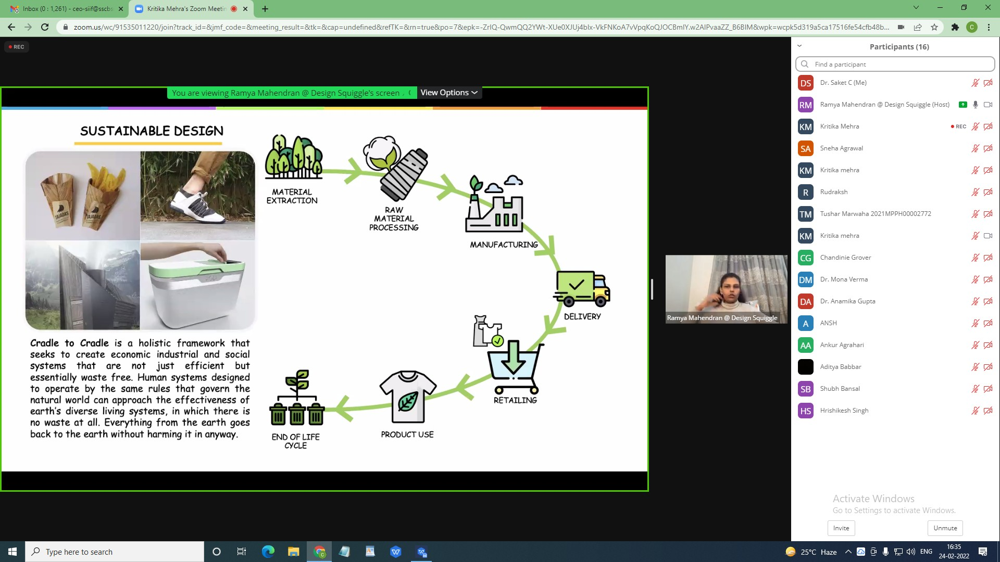 Inbox (0 : 1,261) - ceo-siif@sscbs
Kritika Mehra's Zoom Meetin
zoom.us/wc/91535011220/join?track_id=&jmf_code=&meeting_result=&tk=&cap=undefined&refTK=&rn=true&po=7&epk=-ZrIQ-QwmQQ2YWt-XUe0XJUj4blx-VkFNKoA7vVpqKoQJOCBmIY.w2AlPvaaZZ_B6BIM&wpk=wcpk5d319a5ca17516fe54cfb48b...
C
REC
You are viewing Ramya Mahendran @ Design Squiggle's screen
View Options
SUSTAINABLE DESIGN
TAJADAS
TAJADAS
Cradle to Cradle is a holistic framework that
seeks to create economic industrial and social
systems that are not just efficient but
essentially waste free. Human systems designed
to operate by the same rules that govern the
natural world can approach the effectiveness of
earth's diverse living systems, in which there is
no waste at all. Everything from the earth goes
back to the earth without harming it in anyway.
MATERIAL
EXTRACTION
RAW
MATERIAL
PROCESSING
MANUFACTURING
DELIVERY
RETAILING
PRODUCT USE
END OF LIFE
CYCLE
Ramya Mahendran @ Design Squiggle
Participants (16)
Find a participant
DS Dr. Saket C (Me)
RM Ramya Mahendran @ Design Squiggle (Host)
KM Kritika Mehra REC
SA Sneha Agrawal
KM Kritika mehra
R Rudraksh
TM Tushar Marwaha 2021MPPH00002772
KM Kritika mehra
CG Chandinie Grover
DM Dr. Mona Verma
DA Dr. Anamika Gupta
A ANSH
AA Ankur Agrahari
Aditya Babbar
SB Shubh Bansal
HS Hrishikesh Singh
Activate Windows
Go to Settings to activate Windows.
Invite
Unmute
Type here to search
25°C Haze
ENG
16:35
24-02-2022